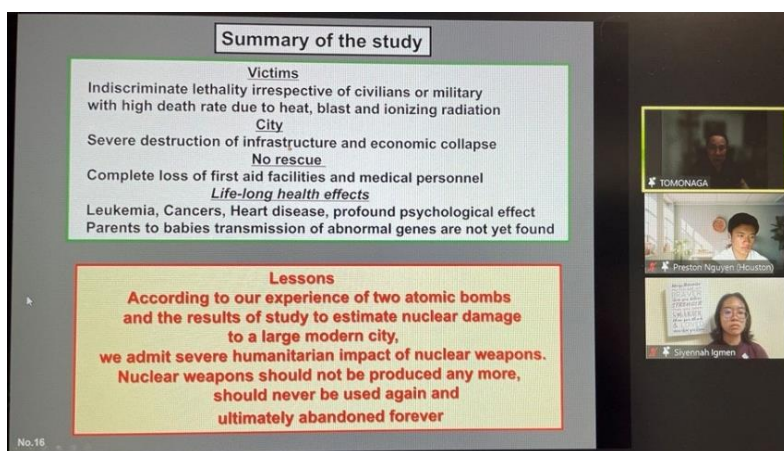 Summary of the study
Victims
Indiscriminate lethality irrespective of civilians or military
with high death rate due to heat, blast and ionizing radiation
City
Severe destruction of infrastructure and economic collapse
No rescue
Complete loss of first aid facilities and medical personnel
Life-long health effects
Leukemia, Cancers, Heart disease, profound psychological effect
Parents to babies transmission of abnormal genes are not yet found
Lessons
According to our experience of two atomic bombs
and the results of study to estimate nuclear damage
to a large modern city,
we admit severe humanitarian impact of nuclear weapons.
Nuclear weapons should not be produced any more,
should never be used again and
ultimately abandoned forever
No.16
TOMONAGA
Preston Nguyen (Houston)
Siyennah Igmen